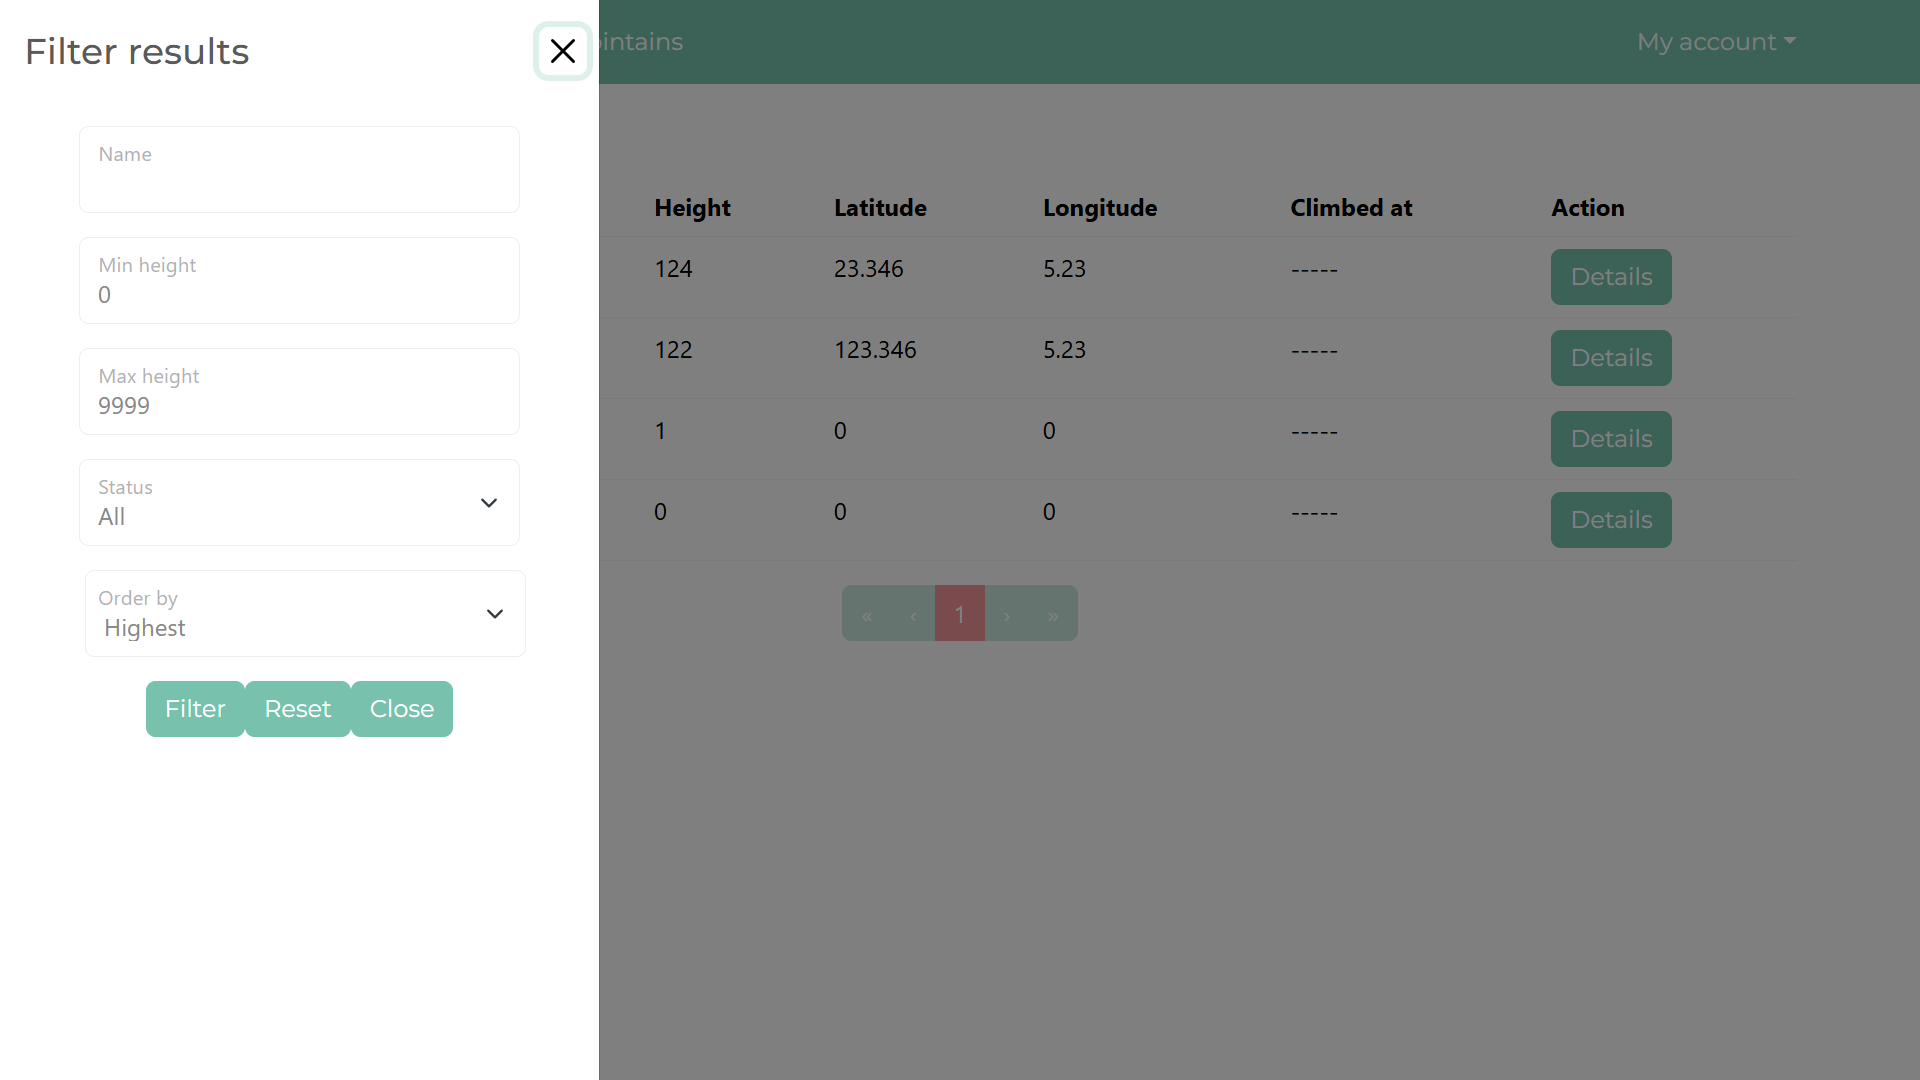 Filter results
Name
Min height
0
Max height
9999
Status
All
Order by
Highest
Filter Reset Close
My account
Height Latitude Longitude Climbed at Action
124 23.346 5.23 ----- Details
122 123.346 5.23 ----- Details
1 0 0 ----- Details
0 0 0 ----- Details
« ‹ 1 › »